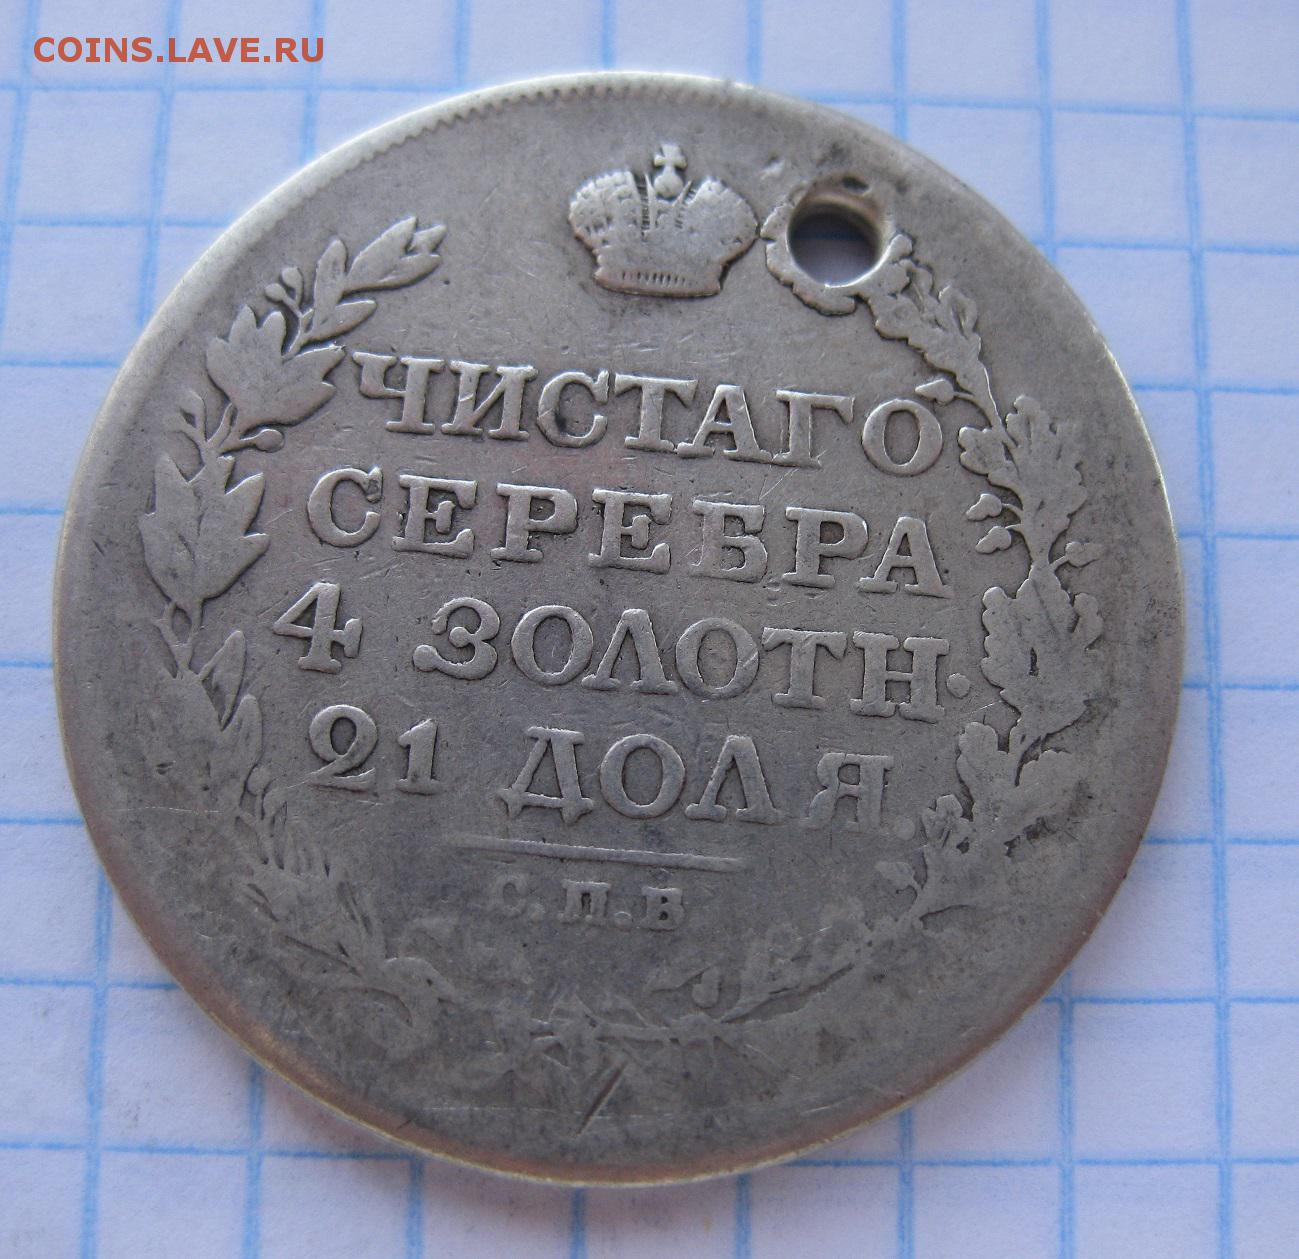 COINS.LAVE.RU
ЧИСТАГО
СЕРЕБРА
4 ЗОЛОТН.
21 ДОЛЯ.
С.П.Б